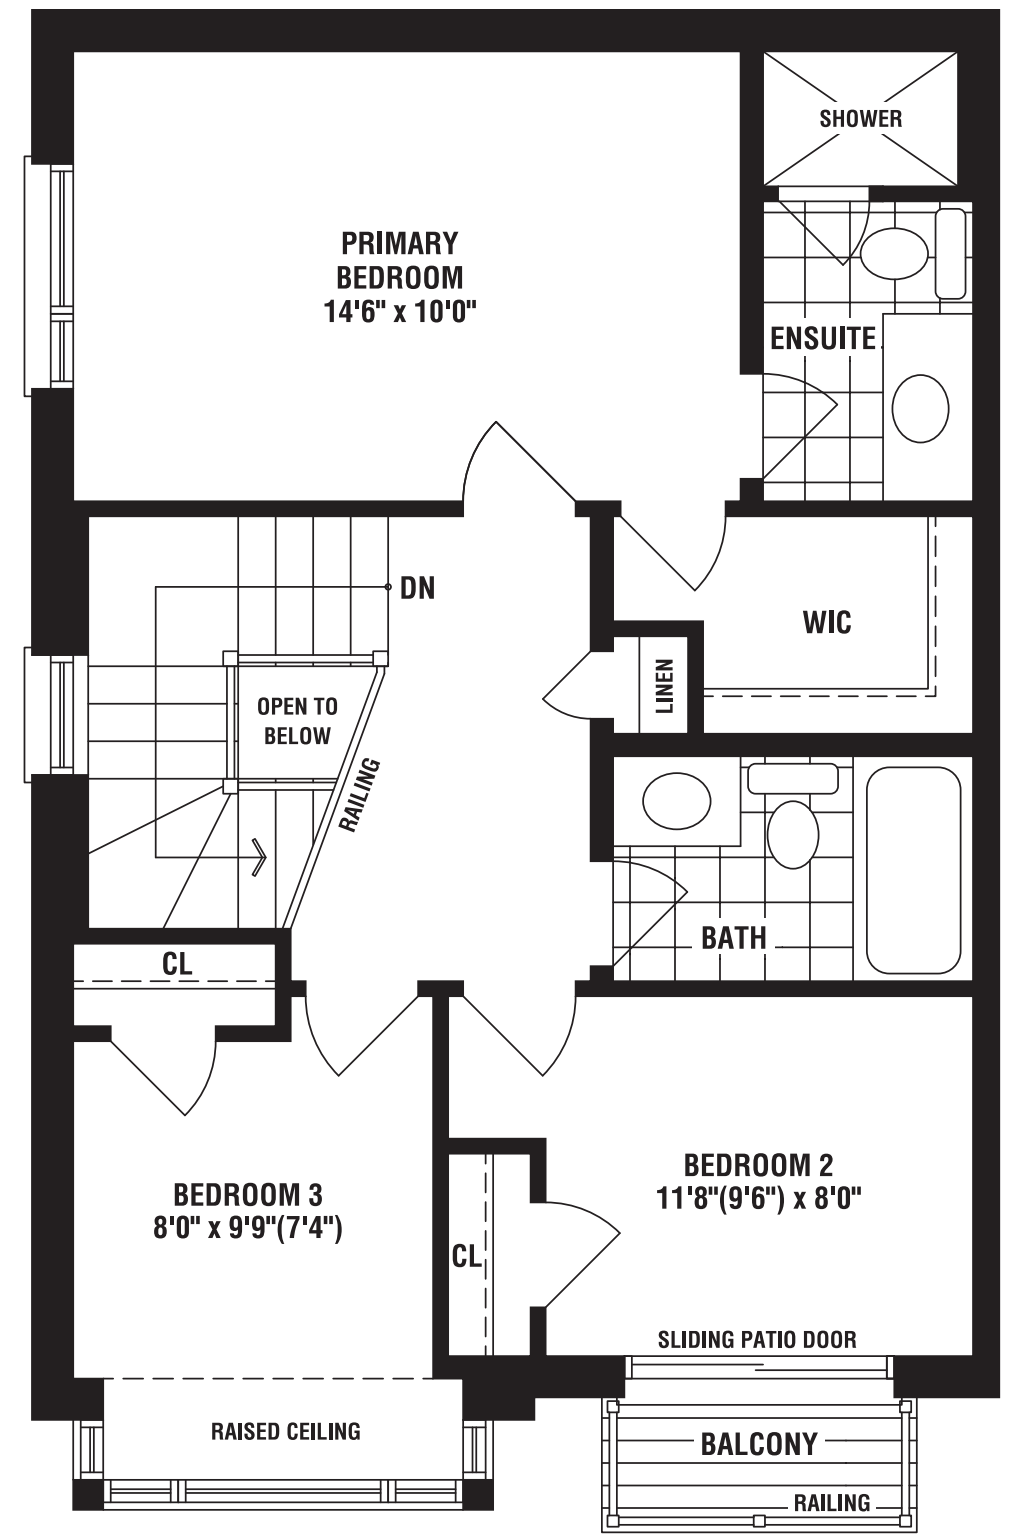 SHOWER
PRIMARY
BEDROOM
14'6" x 10'0"
ENSUITE
DN
WIC
LINEN
OPEN TO
BELOW
RAILING
BATH
CL
BEDROOM 2
11'8"(9'6") x 8'0"
BEDROOM 3
8'0" x 9'9"(7'4")
CL
SLIDING PATIO DOOR
RAISED CEILING
BALCONY
RAILING